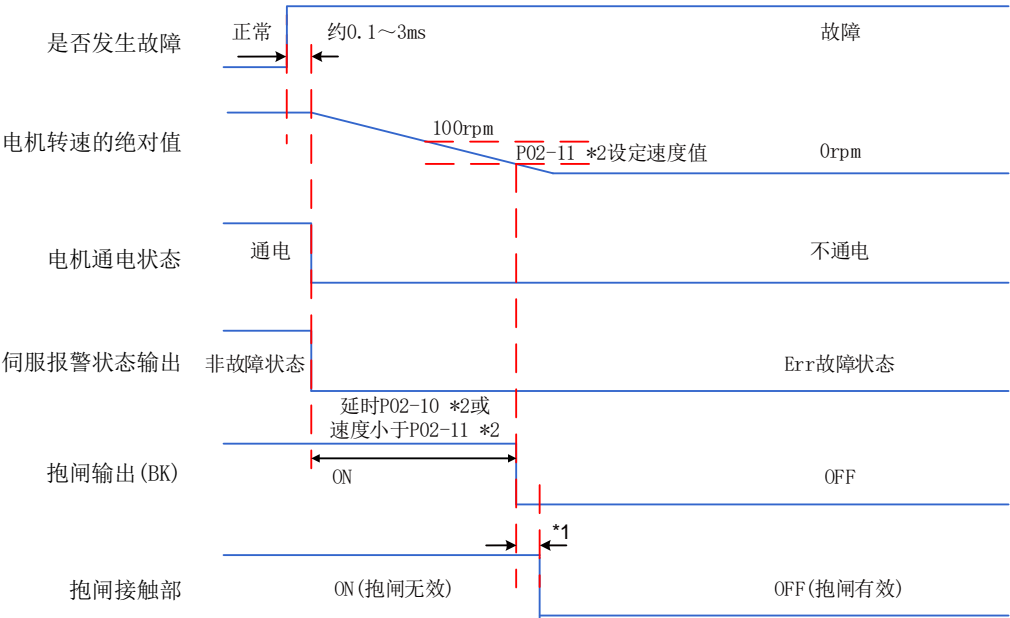 是否发生故障
正常
约0.1～3ms
故障
电机转速的绝对值
100rpm
P02-11 *2设定速度值
0rpm
电机通电状态
通电
不通电
伺服报警状态输出
非故障状态
Err故障状态
延时P02-10 *2或
速度小于P02-11 *2
抱闸输出(BK)
ON
OFF
*1
抱闸接触部
ON(抱闸无效)
OFF(抱闸有效)